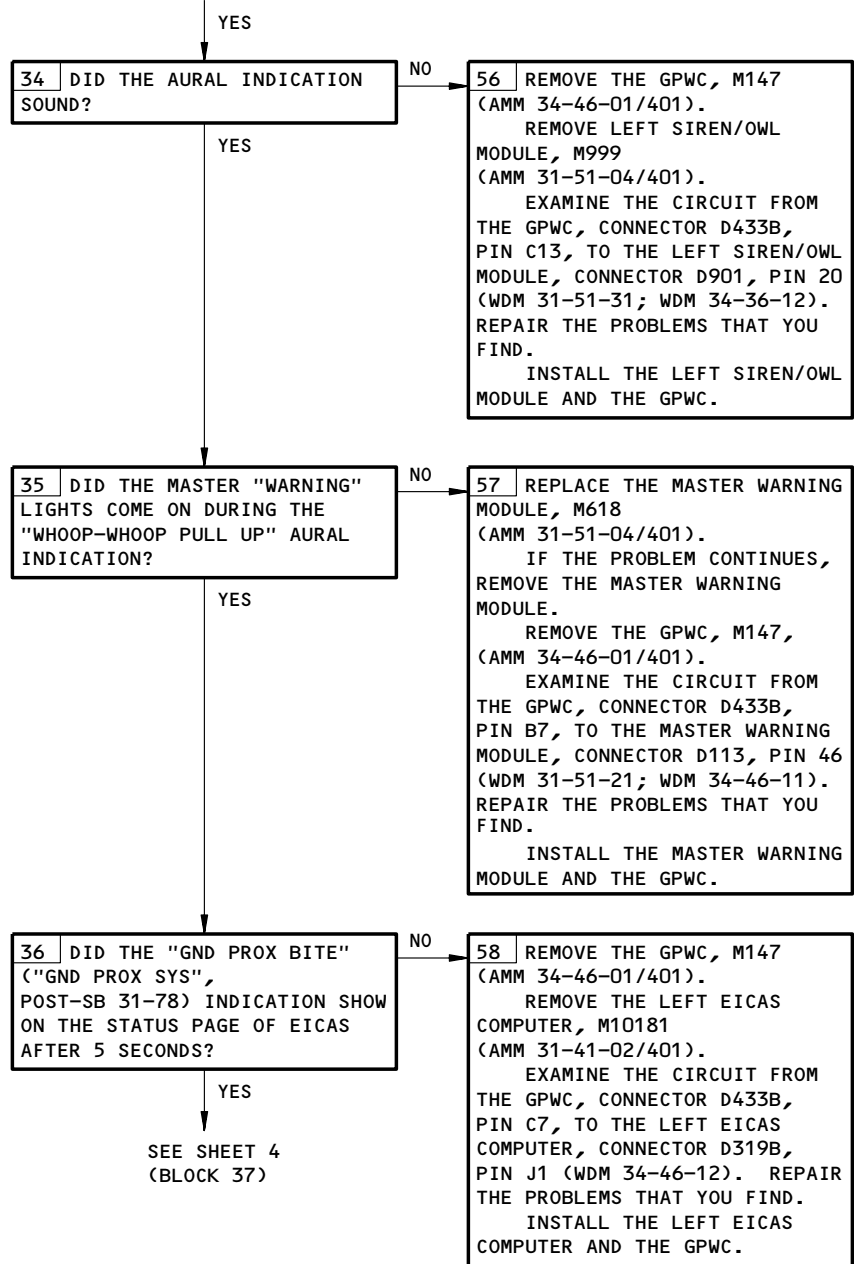 YES
34 DID THE AURAL INDICATION
SOUND?
NO
56 REMOVE THE GPWC, M147
(AMM 34-46-01/401).
REMOVE LEFT SIREN/OWL
MODULE, M999
(AMM 31-51-04/401).
EXAMINE THE CIRCUIT FROM
THE GPWC, CONNECTOR D433B,
PIN C13, TO THE LEFT SIREN/OWL
MODULE, CONNECTOR D901, PIN 20
(WDM 31-51-31; WDM 34-36-12).
REPAIR THE PROBLEMS THAT YOU
FIND.
INSTALL THE LEFT SIREN/OWL
MODULE AND THE GPWC.
YES
35 DID THE MASTER "WARNING"
LIGHTS COME ON DURING THE
"WHOOP-WHOOP PULL UP" AURAL
INDICATION?
NO
57 REPLACE THE MASTER WARNING
MODULE, M618
(AMM 31-51-04/401).
IF THE PROBLEM CONTINUES,
REMOVE THE MASTER WARNING
MODULE.
REMOVE THE GPWC, M147,
(AMM 34-46-01/401).
EXAMINE THE CIRCUIT FROM
THE GPWC, CONNECTOR D433B,
PIN B7, TO THE MASTER WARNING
MODULE, CONNECTOR D113, PIN 46
(WDM 31-51-21; WDM 34-46-11).
REPAIR THE PROBLEMS THAT YOU
FIND.
INSTALL THE MASTER WARNING
MODULE AND THE GPWC.
YES
36 DID THE "GND PROX BITE"
("GND PROX SYS",
POST-SB 31-78) INDICATION SHOW
ON THE STATUS PAGE OF EICAS
AFTER 5 SECONDS?
NO
58 REMOVE THE GPWC, M147
(AMM 34-46-01/401).
REMOVE THE LEFT EICAS
COMPUTER, M10181
(AMM 31-41-02/401).
EXAMINE THE CIRCUIT FROM
THE GPWC, CONNECTOR D433B,
PIN C7, TO THE LEFT EICAS
COMPUTER, CONNECTOR D319B,
PIN J1 (WDM 34-46-12). REPAIR
THE PROBLEMS THAT YOU FIND.
INSTALL THE LEFT EICAS
COMPUTER AND THE GPWC.
YES
SEE SHEET 4
(BLOCK 37)